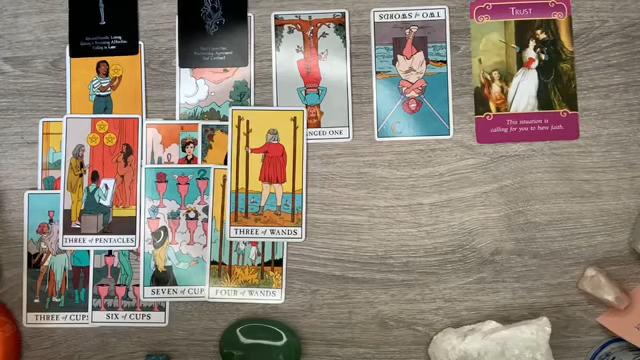 TRUST
This situation is
calling for you to have faith.
TWO of SWORDS
ANGED ONE
THREE of PENTACLES
THREE of WANDS
THREE of CUPS
SIX of CUPS
SEVEN of CUP
FOUR of WANDS